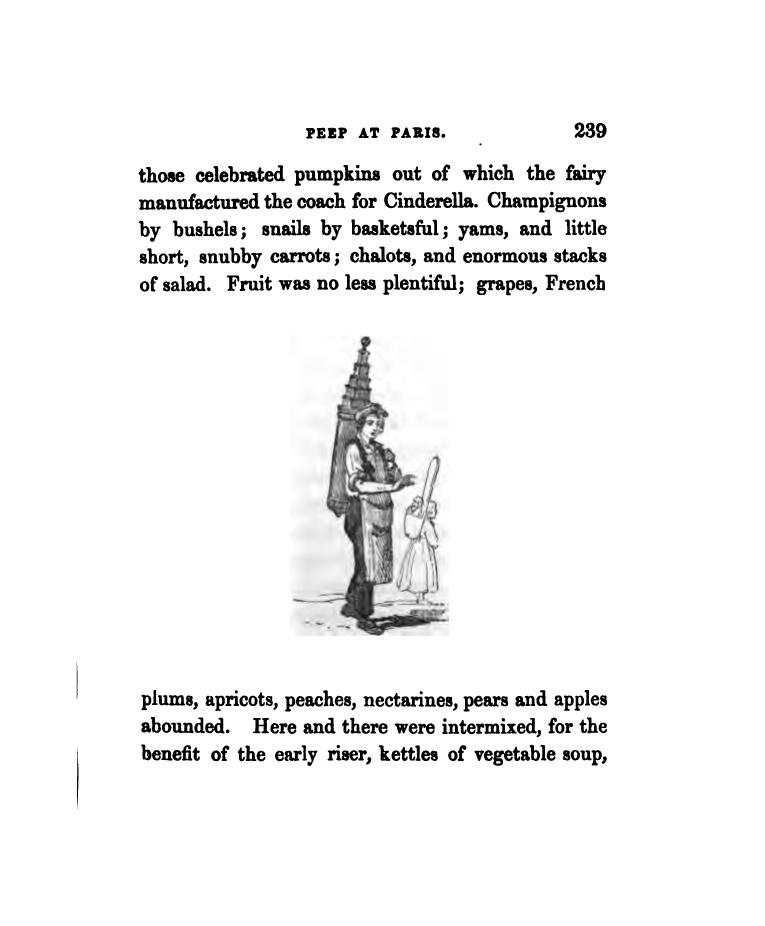 PEEP AT PARIS. 239
those celebrated pumpkins out of which the fairy
manufactured the coach for Cinderella. Champignons
by bushels; snails by basketsful; yams, and little
short, snubby carrots; chalots, and enormous stacks
of salad. Fruit was no less plentiful; grapes, French
plums, apricots, peaches, nectarines, pears and apples
abounded. Here and there were intermixed, for the
benefit of the early riser, kettles of vegetable soup,